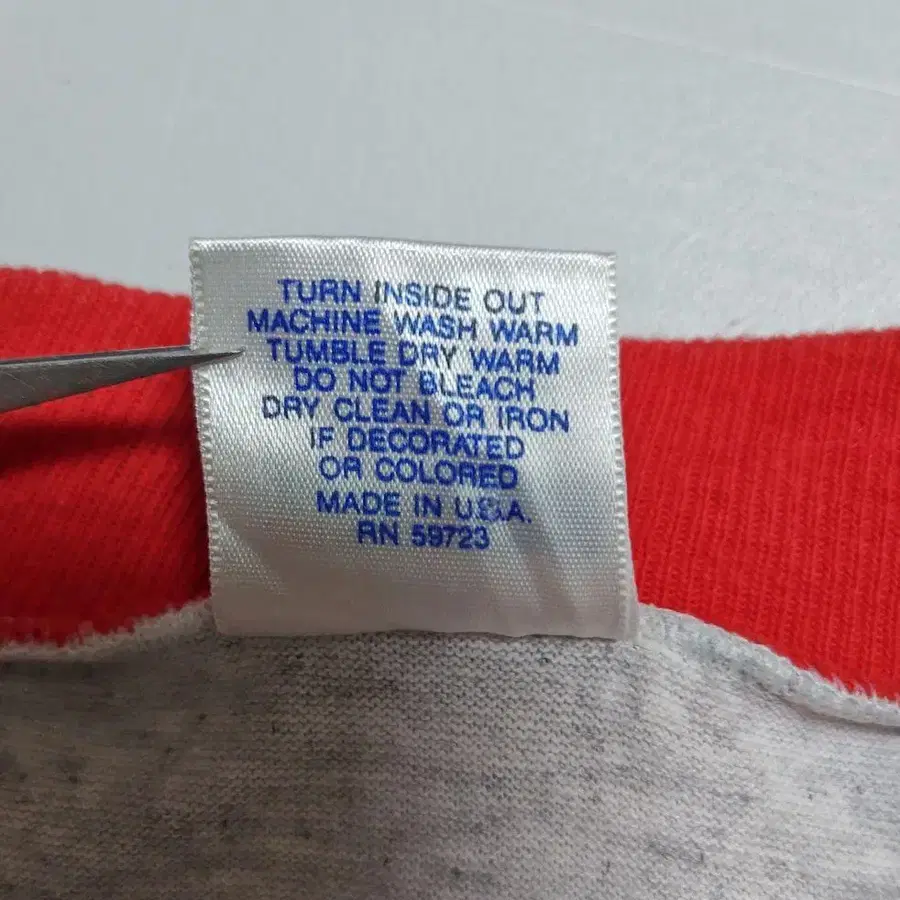 TURN INSIDE OUT
MACHINE WASH WARM
TUMBLE DRY WARM
DO NOT BLEACH
DRY CLEAN OR IRON
IF DECORATED
OR COLORED
MADE IN U.S.A.
RN 59723